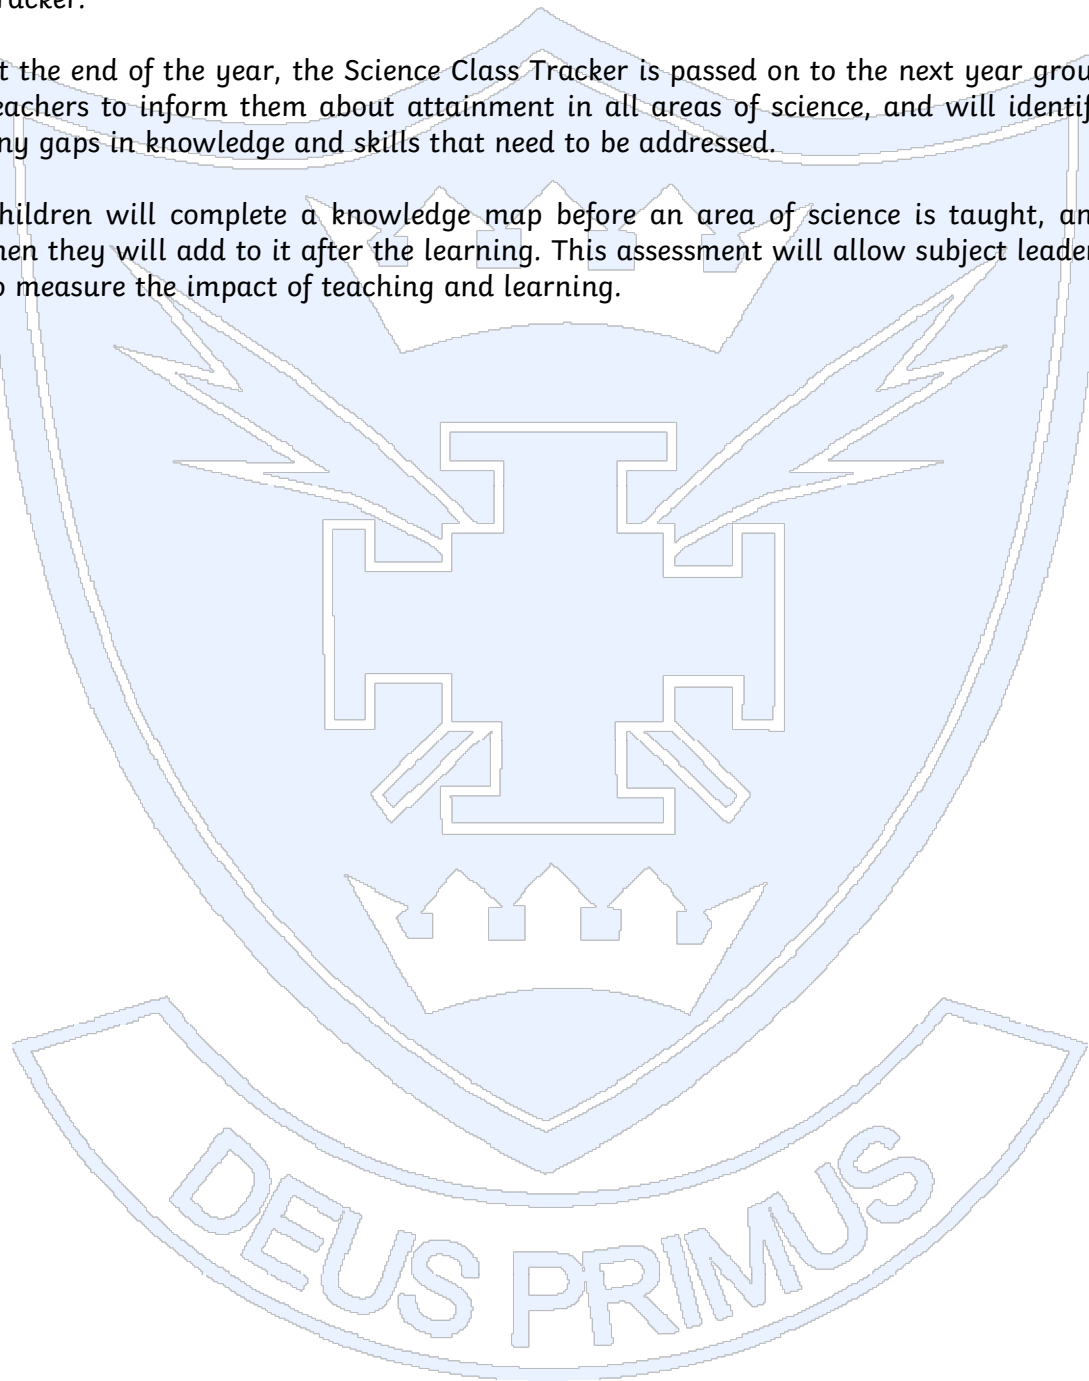 racker.
t the end of the year, the Science Class Tracker is passed on to the next year grou
eachers to inform them about attainment in all areas of science, and will identif
ny gaps in knowledge and skills that need to be addressed.
hildren will complete a knowledge map before an area of science is taught, an
hen they will add to it after the learning. This assessment will allow subject leader
o measure the impact of teaching and learning.
DEUS PRIMUS